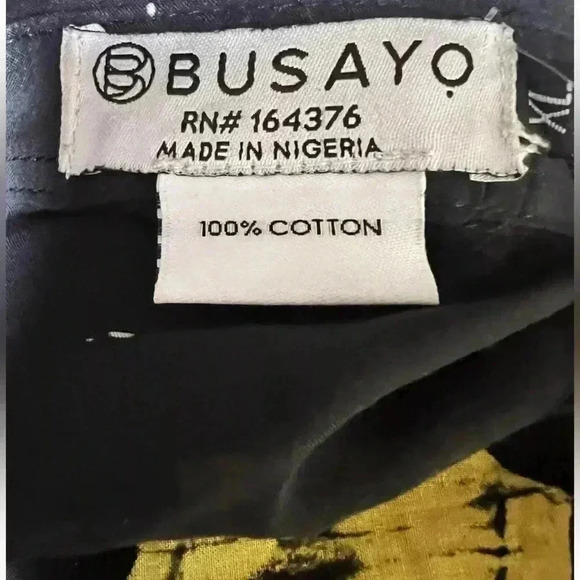 BUSAYỌ
RN# 164376
MADE IN NIGERIA
XL
100% COTTON